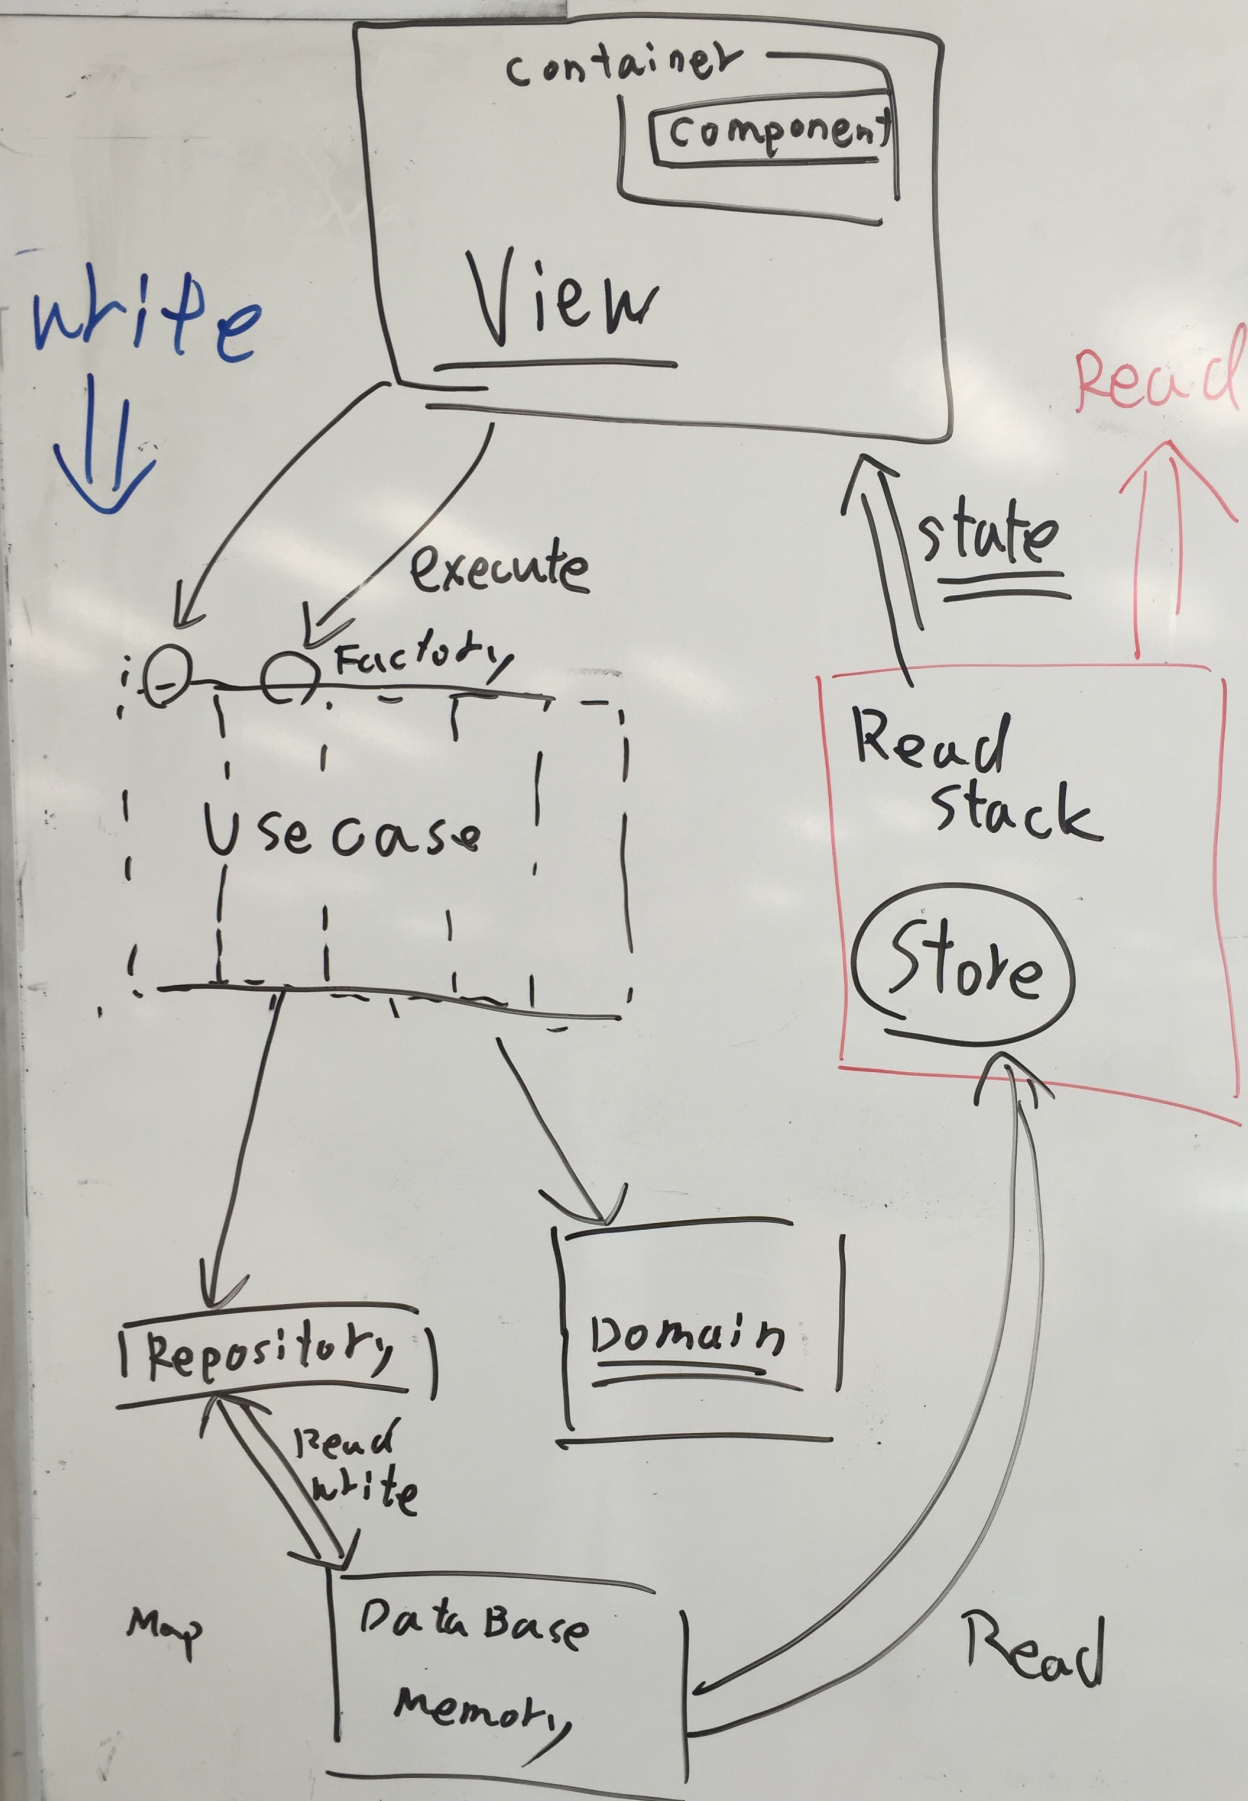 container
component
View
write
Read
execute
state
Factory
Usecase
Read
stack
Store
Repository
Domain
Read
write
Map
DataBase
Memory
Read